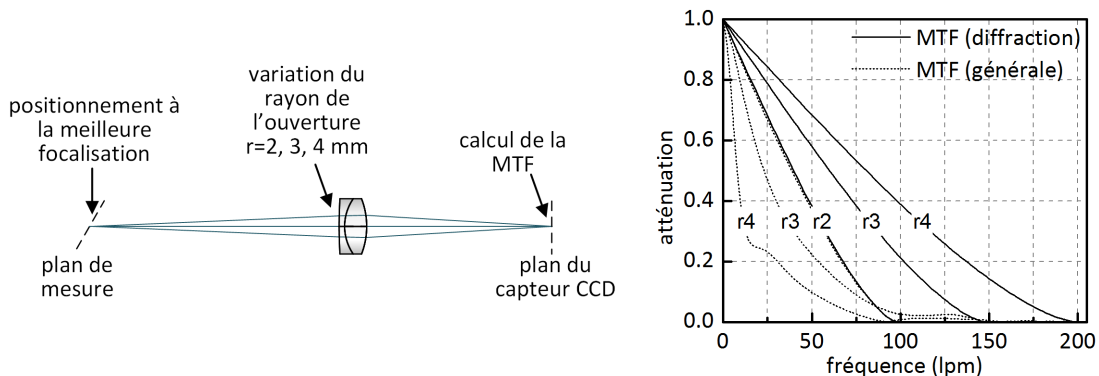 positionnement à
la meilleure
focalisation
variation du
rayon de
l'ouverture
r=2, 3, 4 mm
calcul de la
MTF
plan de
mesure
plan du
capteur CCD
MTF (diffraction)
MTF (générale)
atténuation
1.0
0.8
0.6
0.4
0.2
0.0
r4
r3
r2
r3
r4
0
50
100
150
200
fréquence (lpm)